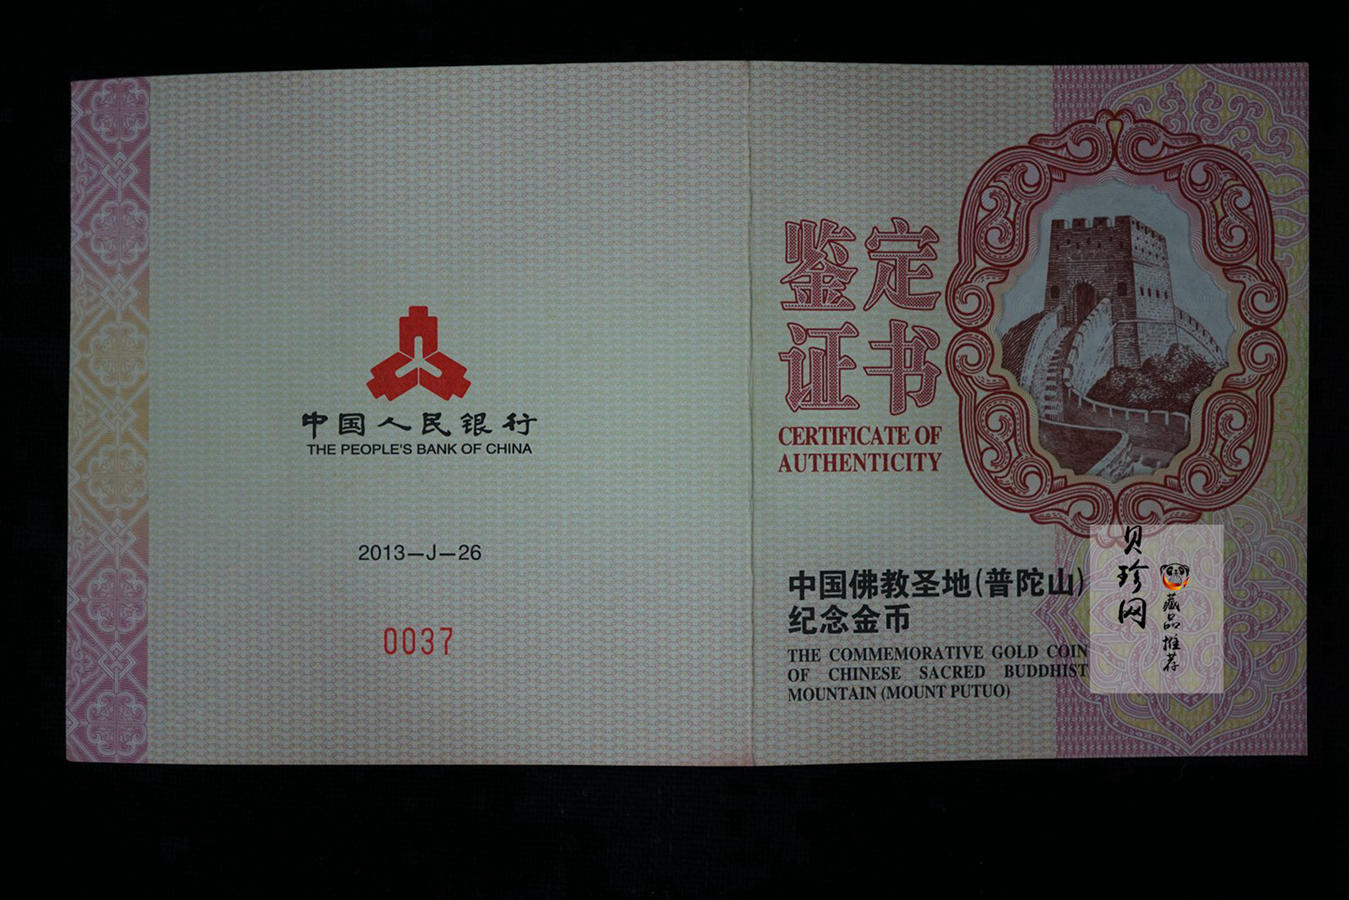 中国人民银行
THE PEOPLE'S BANK OF CHINA
2013—J—26
0037
鉴定
证书
CERTIFICATE OF
AUTHENTICITY
中国佛教圣地(普陀山)
纪念金币
THE COMMEMORATIVE GOLD COIN
OF CHINESE SACRED BUDDHIST
MOUNTAIN (MOUNT PUTUO)
贝珍网
藏品推荐